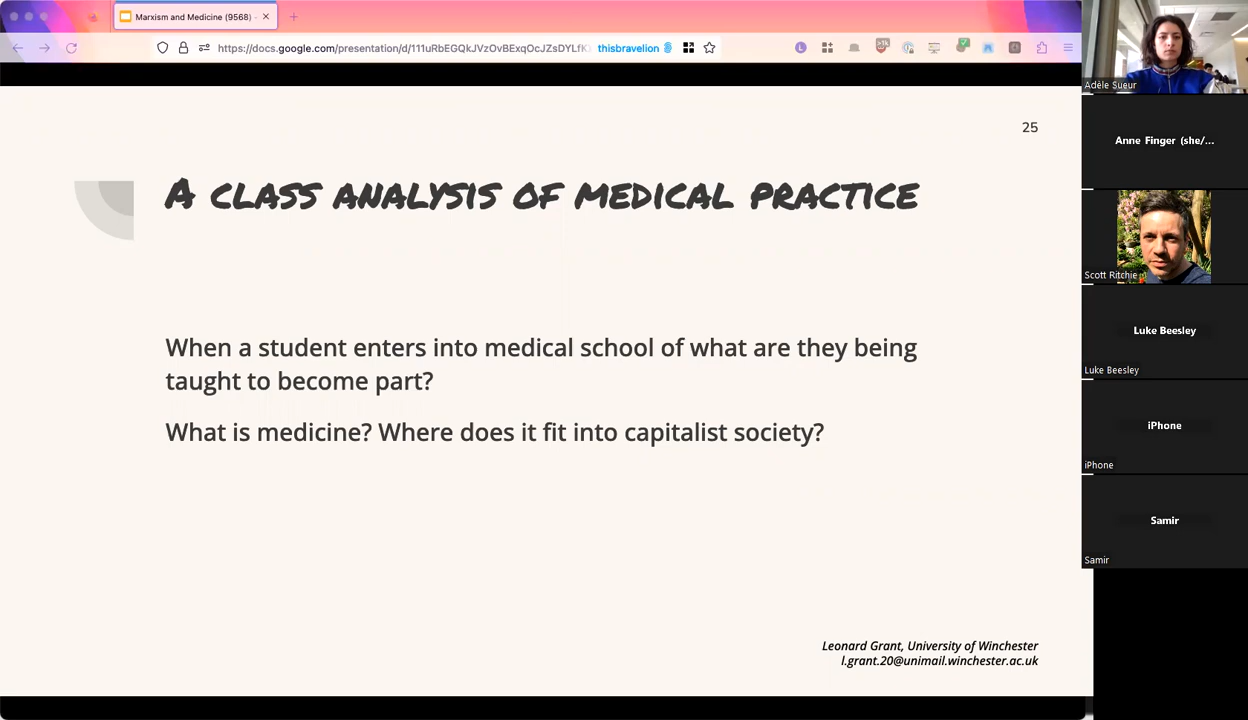 Marxism and Medicine (9568)
https://docs.google.com/presentation/d/111uRbEGQkJVzOvBExqOcJZsDYLfK
thisbravelion
25
A CLASS ANALYSIS OF MEDICAL PRACTICE
When a student enters into medical school of what are they being
taught to become part?
What is medicine? Where does it fit into capitalist society?
Leonard Grant, University of Winchester
l.grant.20@unimail.winchester.ac.uk
Adèle Sueur
Anne Finger (she/...
Scott Ritchie
Luke Beesley
Luke Beesley
iPhone
iPhone
Samir
Samir